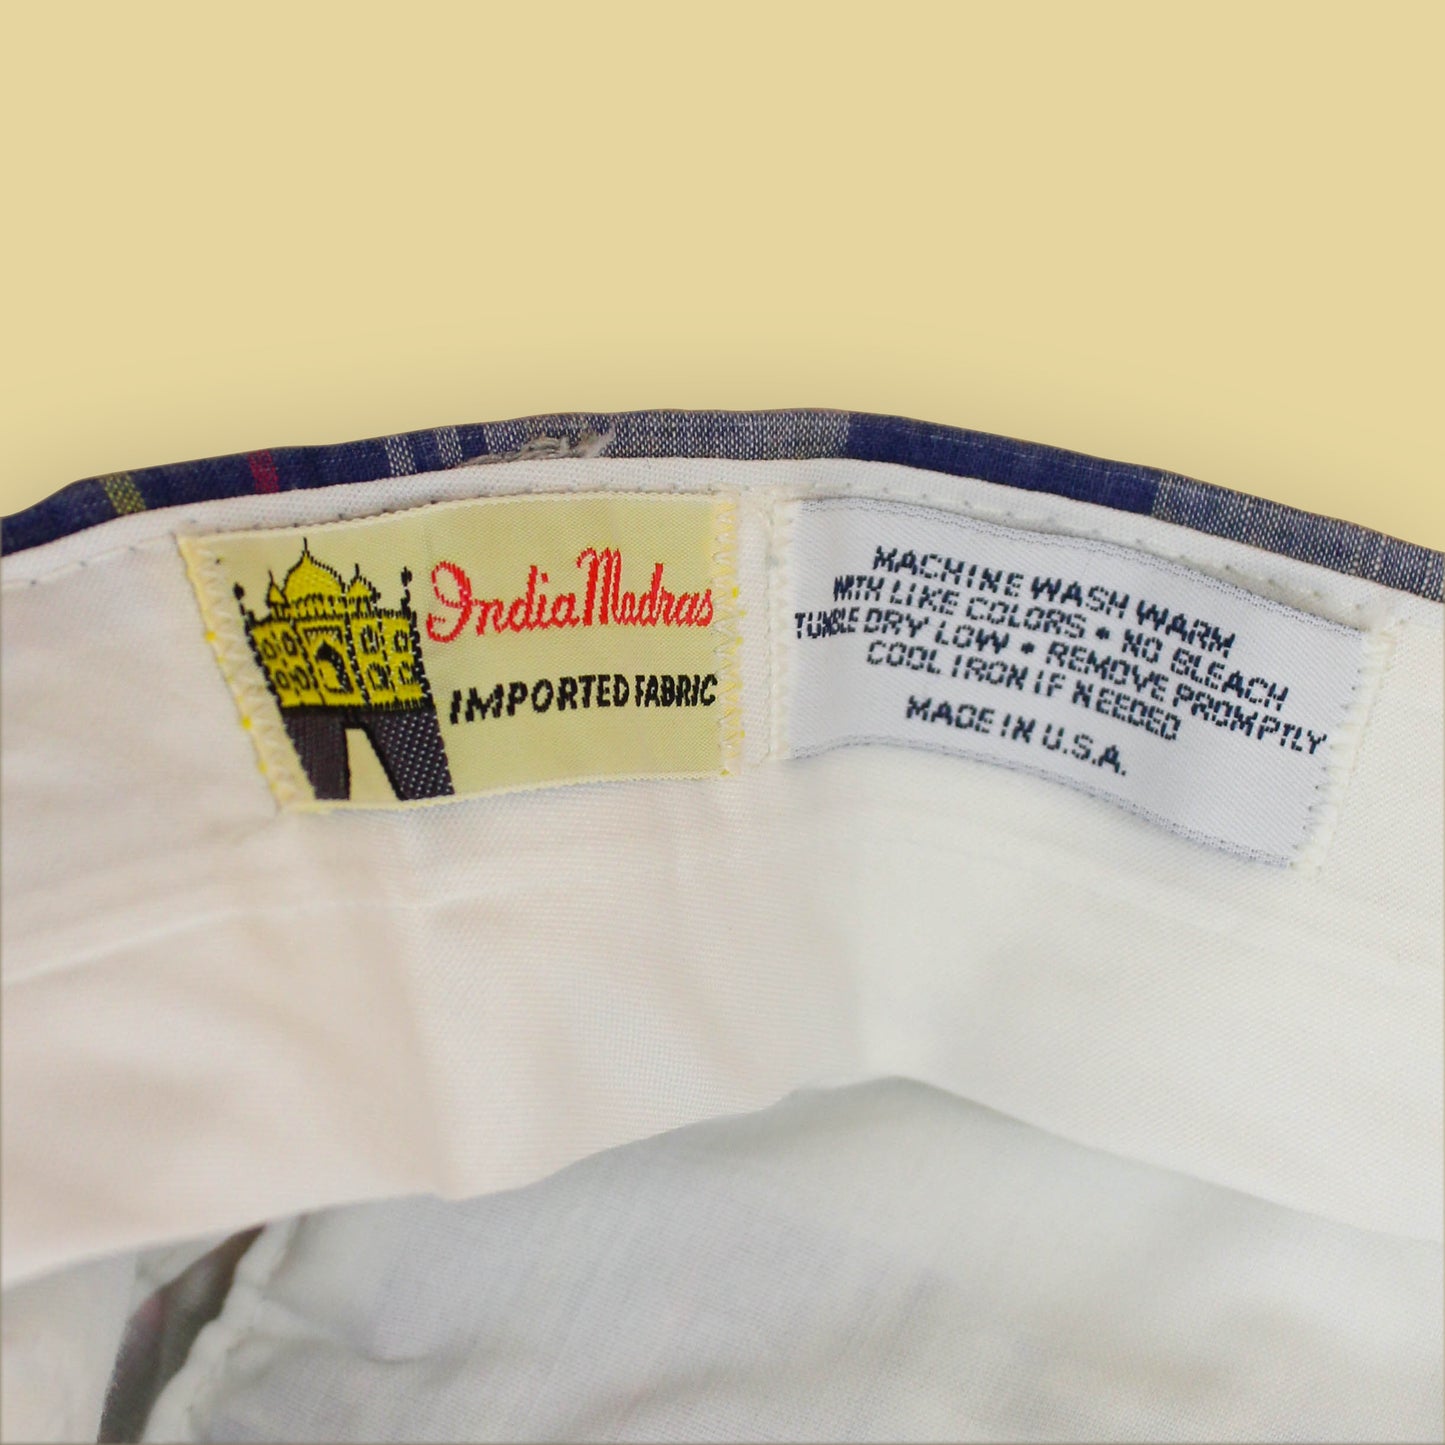 India Madras
IMPORTED FABRIC
MACHINE WASH WARM
WITH LIKE COLORS • NO BLEACH
TUMBLE DRY LOW • REMOVE PROMPTLY
COOL IRON IF NEEDED
MADE IN U.S.A.